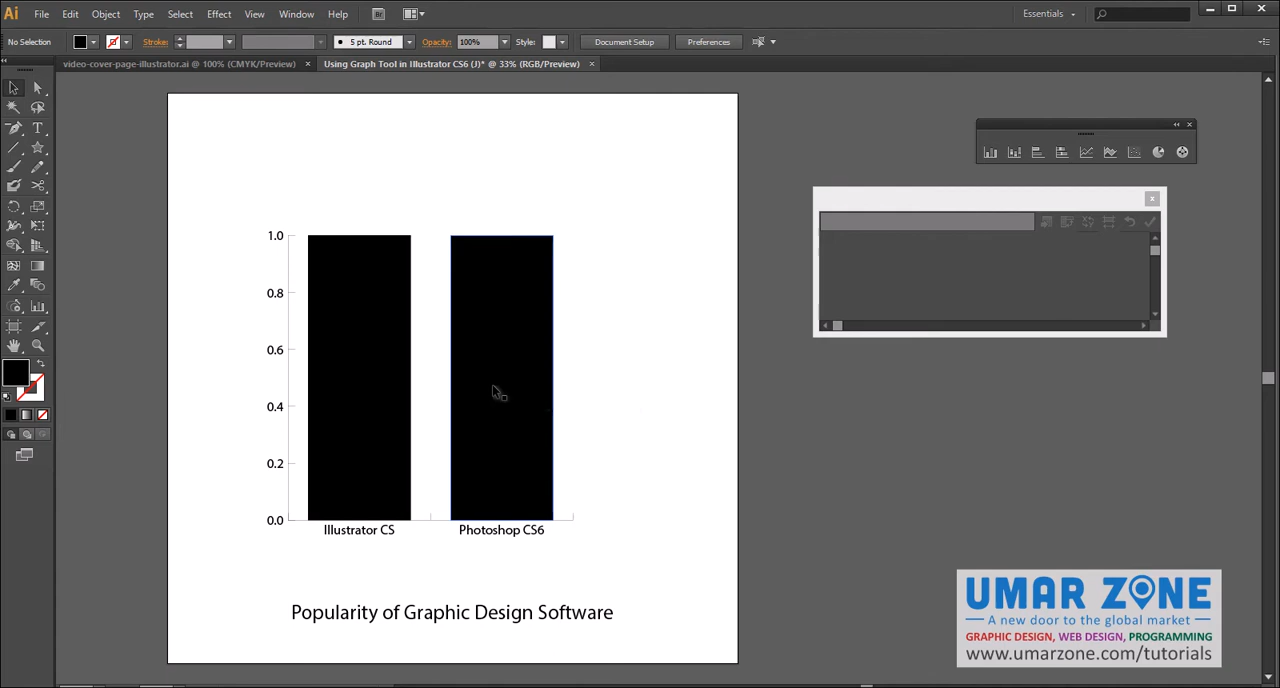 Ai File Edit Object Type Select Effect View Window Help Br Essentials
No Selection Stroke: 5 pt. Round Opacity: 100% Style: Document Setup Preferences
video-cover-page-illustrator.ai @ 100% (CMYK/Preview) × Using Graph Tool in Illustrator CS6 (J)* @ 33% (RGB/Preview) ×
1.0
0.8
0.6
0.4
0.2
0.0
Illustrator CS Photoshop CS6
Popularity of Graphic Design Software
UMAR ZONE
A new door to the global market
GRAPHIC DESIGN, WEB DESIGN, PROGRAMMING
www.umarzone.com/tutorials